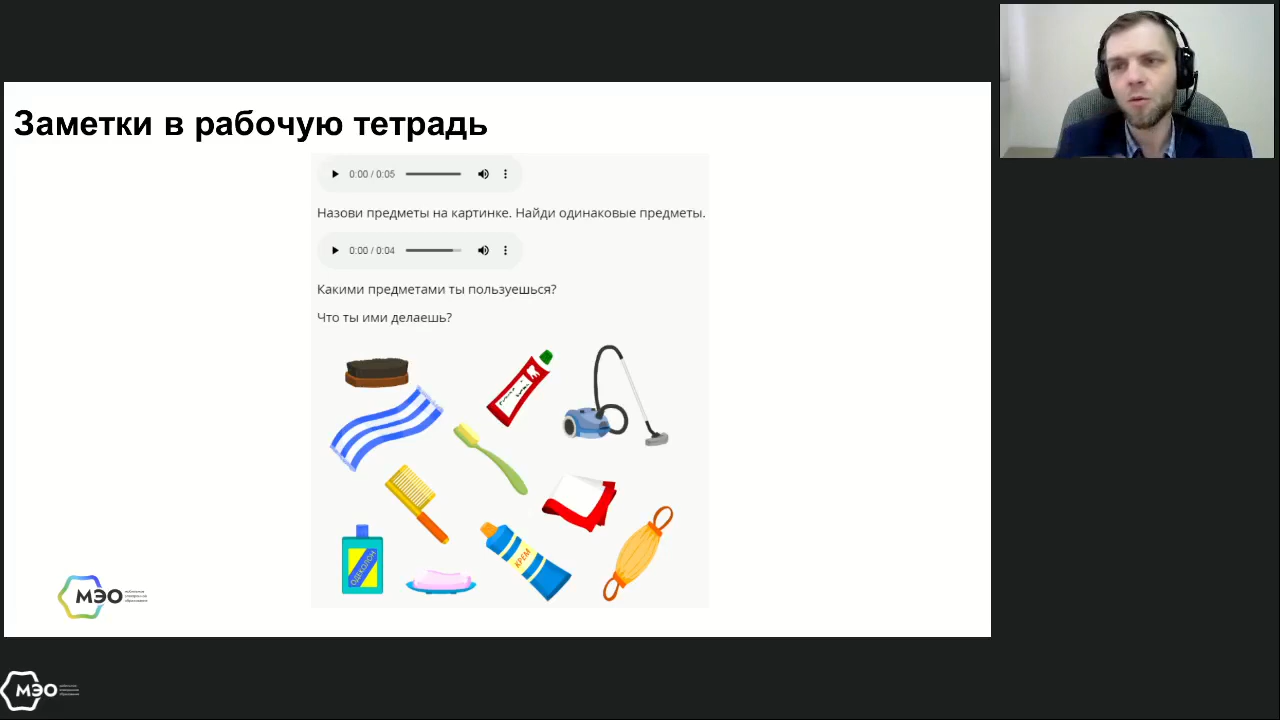 Заметки в рабочую тетрадь
0:00 / 0:05
Назови предметы на картинке. Найди одинаковые предметы.
0:00 / 0:04
Какими предметами ты пользуешься?
Что ты ими делаешь?
ОДЕКОЛОН
КРЕМ
МЭО
МЭО